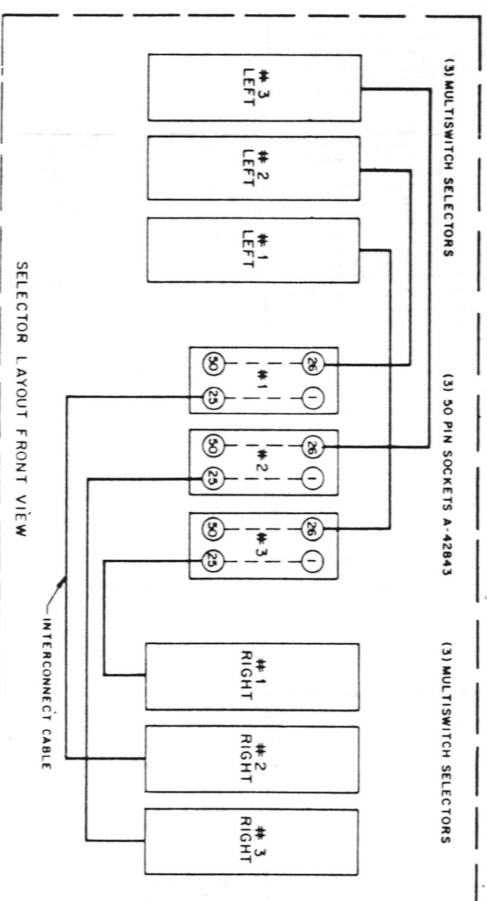 (3) MULTISWITCH SELECTORS
(3) 50 PIN SOCKETS A-42843
(3) MULTISWITCH SELECTORS
# 3
LEFT
# 2
LEFT
# 1
LEFT
26 1
#1
50 25
26 1
#2
50 25
26 1
#3
50 25
# 1
RIGHT
# 2
RIGHT
# 3
RIGHT
INTERCONNECT CABLE
SELECTOR LAYOUT FRONT VIEW